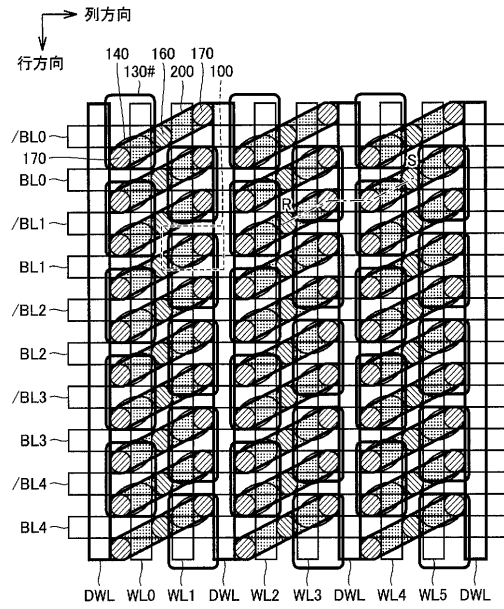 列方向
行方向
130#
140 160 200 170 100
/BL0
170
BL0
S
R
/BL1
BL1
/BL2
BL2
/BL3
BL3
/BL4
BL4
DWL WL0 WL1 DWL WL2 WL3 DWL WL4 WL5 DWL